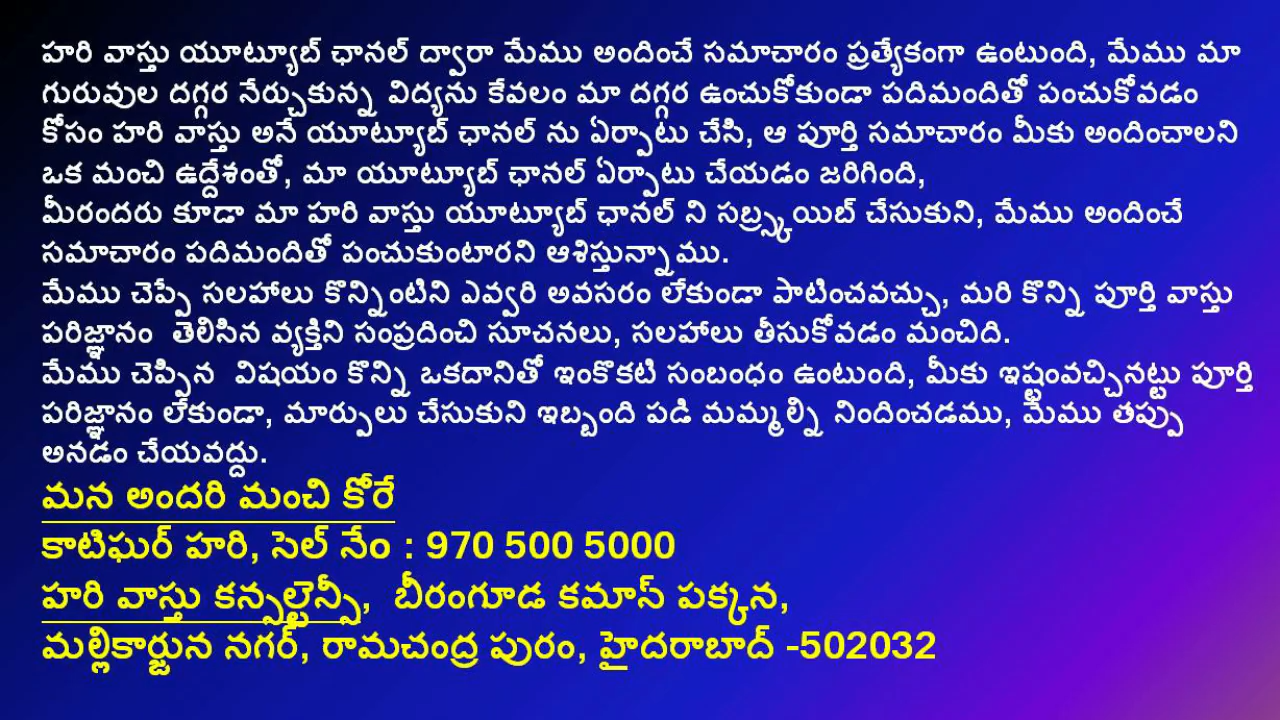 హరి వాస్తు యూట్యూబ్ ఛానల్ ద్వారా మేము అందించే సమాచారం ప్రత్యేకంగా ఉంటుంది, మేము మా
గురువుల దగ్గర నేర్చుకున్న విద్యను కేవలం మా దగ్గర ఉంచుకోకుండా పదిమందితో పంచుకోవడం
కోసం హరి వాస్తు అనే యూట్యూబ్ ఛానల్ ను ఏర్పాటు చేసి, ఆ పూర్తి సమాచారం మీకు అందించాలని
ఒక మంచి ఉద్దేశంతో, మా యూట్యూబ్ ఛానల్ ఏర్పాటు చేయడం జరిగింది,
మీరందరు కూడా మా హరి వాస్తు యూట్యూబ్ ఛానల్ ని సబ్స్క్రయిబ్ చేసుకుని, మేము అందించే
సమాచారం పదిమందితో పంచుకుంటారని ఆశిస్తున్నాము.
మేము చెప్పే సలహాలు కొన్నింటిని ఎవ్వరి అవసరం లేకుండా పాటించవచ్చు, మరి కొన్ని పూర్తి వాస్తు
పరిజ్ఞానం  తెలిసిన వ్యక్తిని సంప్రదించి సూచనలు, సలహాలు తీసుకోవడం మంచిది.
మేము చెప్పిన  విషయం కొన్ని ఒకదానితో ఇంకొకటి సంబంధం ఉంటుంది, మీకు ఇష్టంవచ్చినట్టు పూర్తి
పరిజ్ఞానం లేకుండా, మార్పులు చేసుకుని ఇబ్బంది పడి మమ్మల్ని నిందించడము, మేము తప్పు
అనడం చేయవద్దు.
మన అందరి మంచి కోరే
కాటిఘర్ హరి, సెల్ నేం : 970 500 5000
హరి వాస్తు కన్సల్టెన్సీ,  బీరంగూడ కమాన్ పక్కన,
మల్లికార్జున నగర్, రామచంద్ర పురం, హైదరాబాద్ -502032